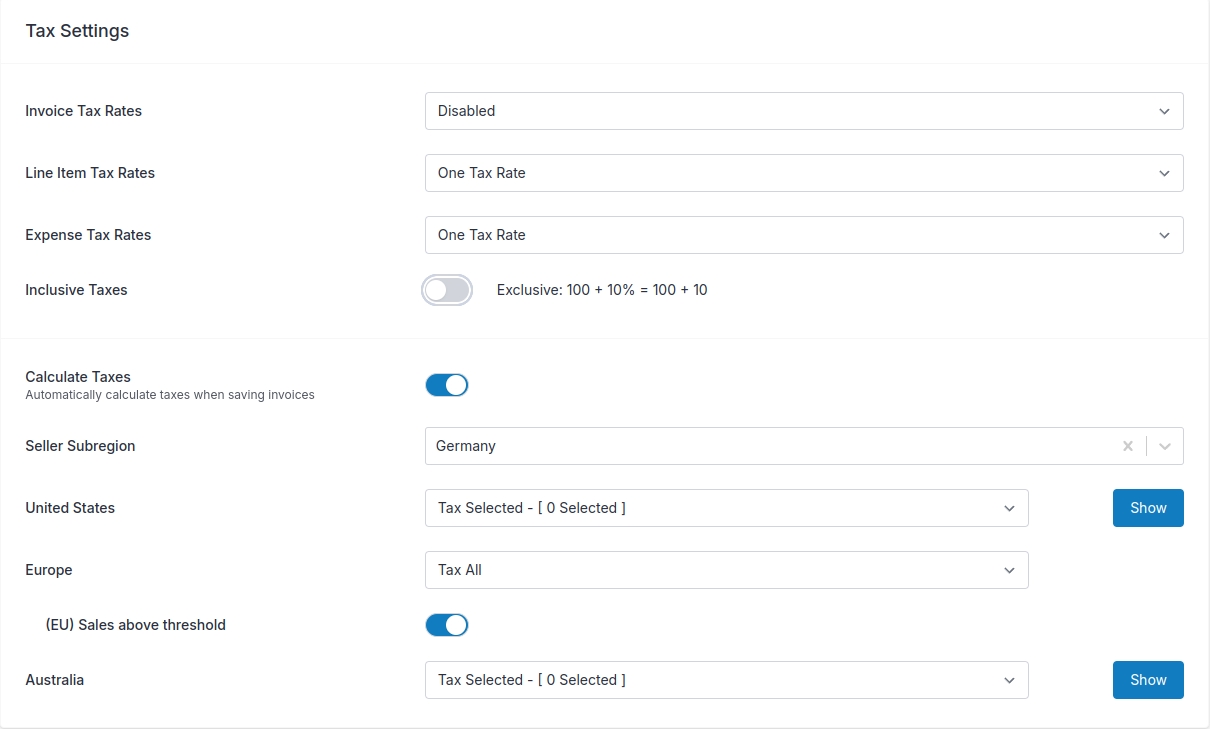 Tax Settings
Invoice Tax Rates
Disabled
Line Item Tax Rates
One Tax Rate
Expense Tax Rates
One Tax Rate
Inclusive Taxes
Exclusive: 100 + 10% = 100 + 10
Calculate Taxes
Automatically calculate taxes when saving invoices
Seller Subregion
Germany
United States
Tax Selected - [ 0 Selected ]
Show
Europe
Tax All
(EU) Sales above threshold
Australia
Tax Selected - [ 0 Selected ]
Show